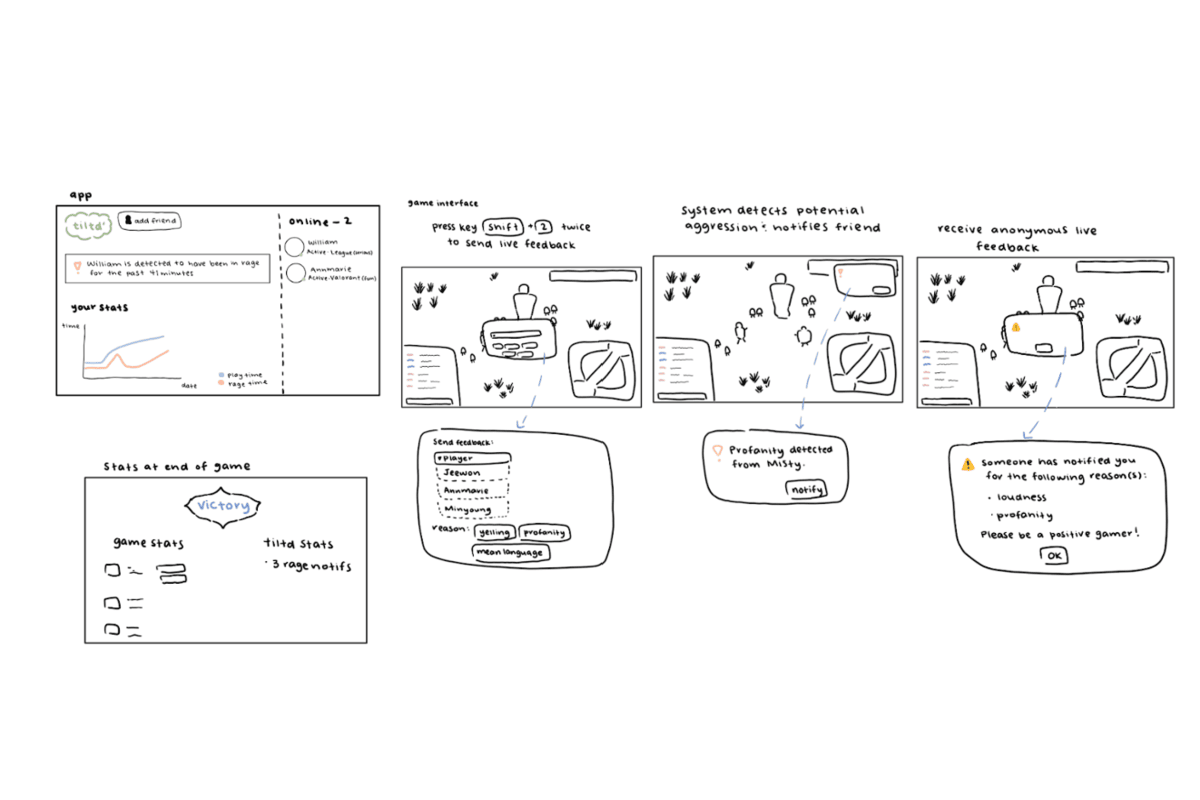 app
tiltd'
add friend
William is detected to have been in rage
for the past 41 minutes
your stats
time
date
play time
rage time
online - 2
William
Annmarie
Active-Valorant (fun)
game interface
press key shift + 2 twice
to send live feedback
Send feedback:
Player
Jeewon
Annmarie
Minyoung
reason: yelling profanity
mean language
System detects potential
aggression: notifies friend
Profanity detected
from Misty.
notify
receive anonymous live
feedback
someone has notified you
for the following reason(s):
· loudness
· profanity
Please be a positive gamer!
OK
Stats at end of game
victory
game stats
tiltd stats
· 3 rage notifs